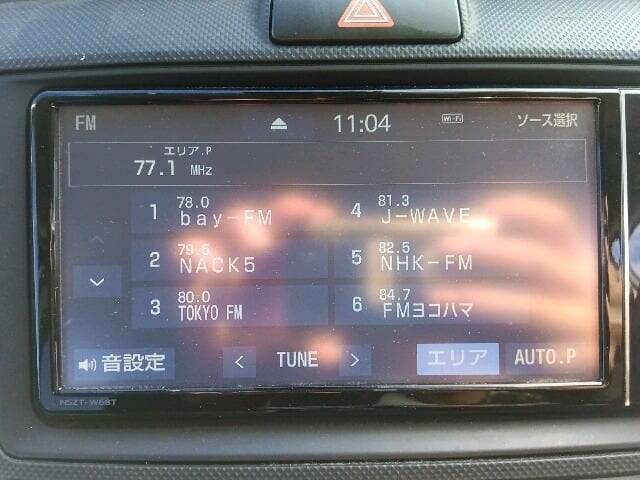 FM 11:04 Wi-Fi ソース選択
エリア.P
77.1 MHz
1 78.0 bay-FM
2 79.5 NACK5
3 80.0 TOKYO FM
4 81.3 J-WAVE
5 82.5 NHK-FM
6 84.7 FMヨコハマ
音設定 < TUNE > エリア AUTO.P
NSZT-W68T